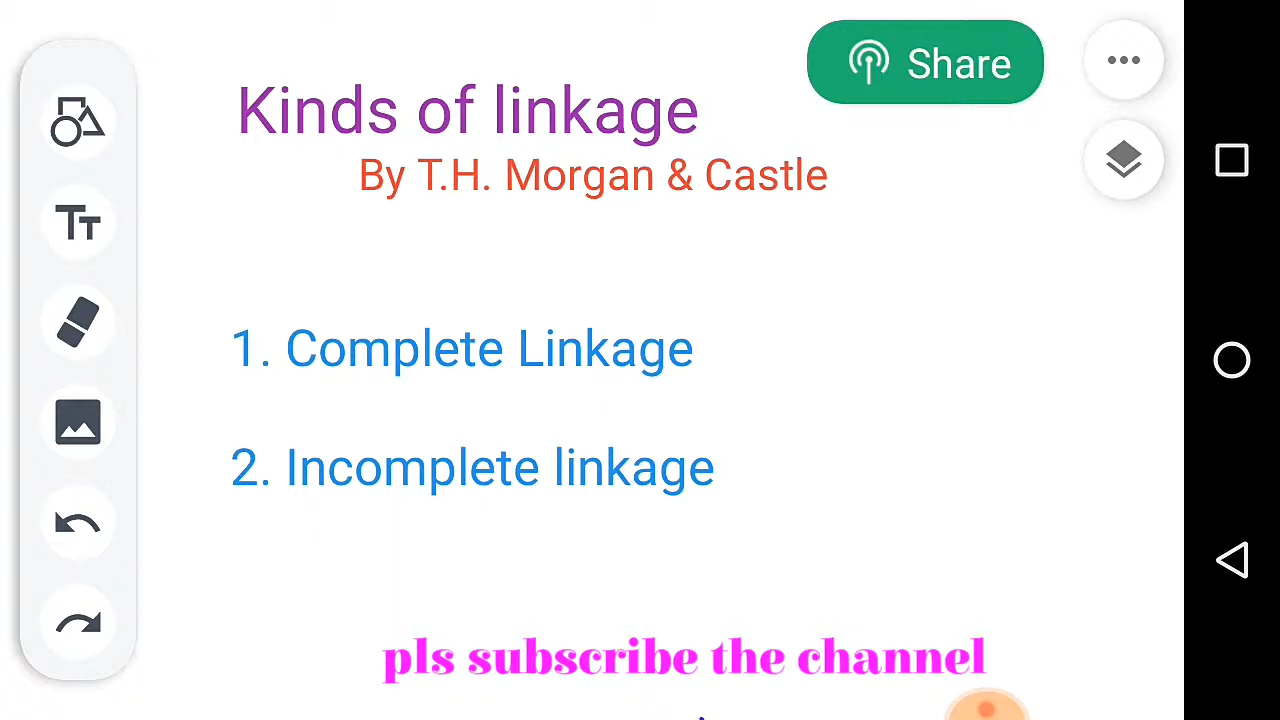 Share
Kinds of linkage
By T.H. Morgan & Castle
1. Complete Linkage
2. Incomplete linkage
pls subscribe the channel